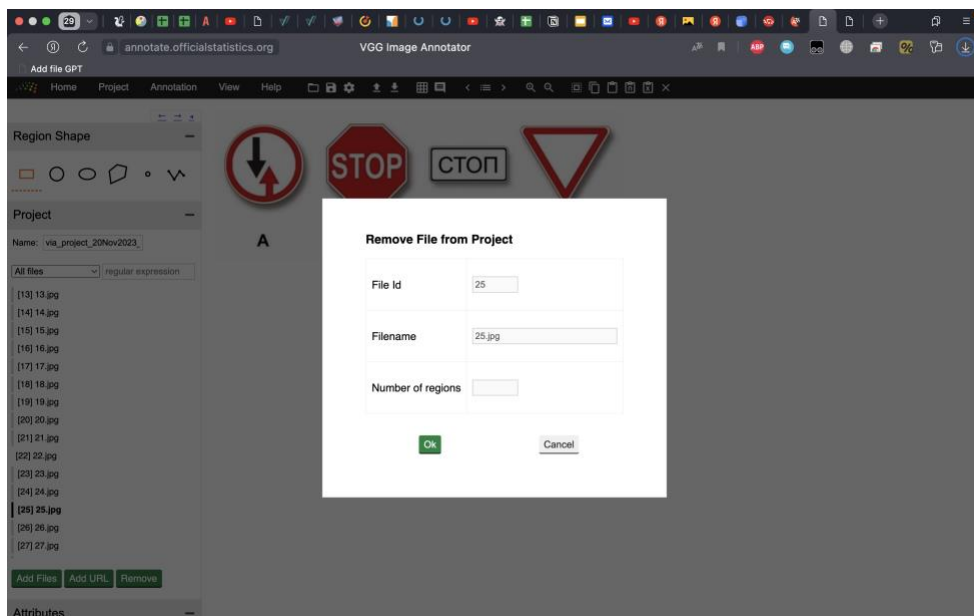 29
annotate.officialstatistics.org
VGG Image Annotator
ABP
Add file GPT
Home Project Annotation View Help
Region Shape
STOP
СТОП
Project
Name: via_project_20Nov2023_
A
All files regular expression
[13] 13.jpg
[14] 14.jpg
[15] 15.jpg
[16] 16.jpg
[17] 17.jpg
[18] 18.jpg
[19] 19.jpg
[20] 20.jpg
[21] 21.jpg
[22] 22.jpg
[23] 23.jpg
[24] 24.jpg
[25] 25.jpg
[26] 26.jpg
[27] 27.jpg
Add Files Add URL Remove
Attributes
Remove File from Project
File Id 25
Filename 25.jpg
Number of regions
Ok Cancel